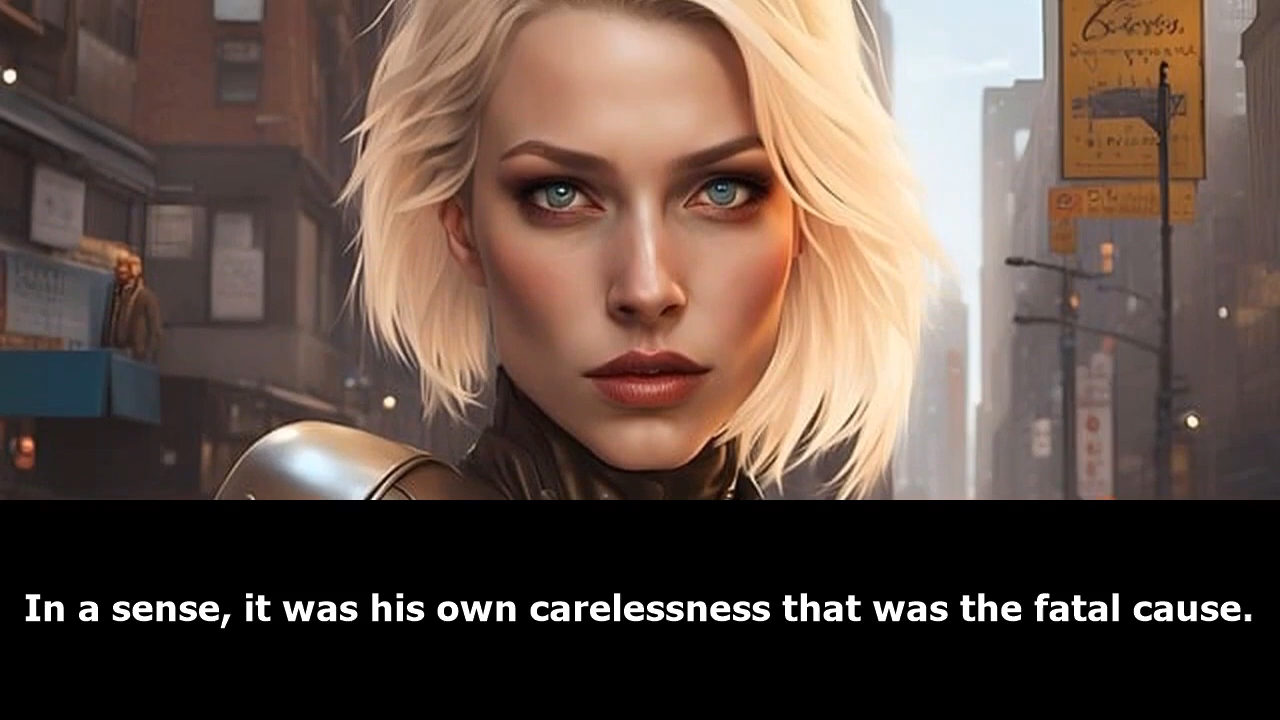 In a sense, it was his own carelessness that was the fatal cause.